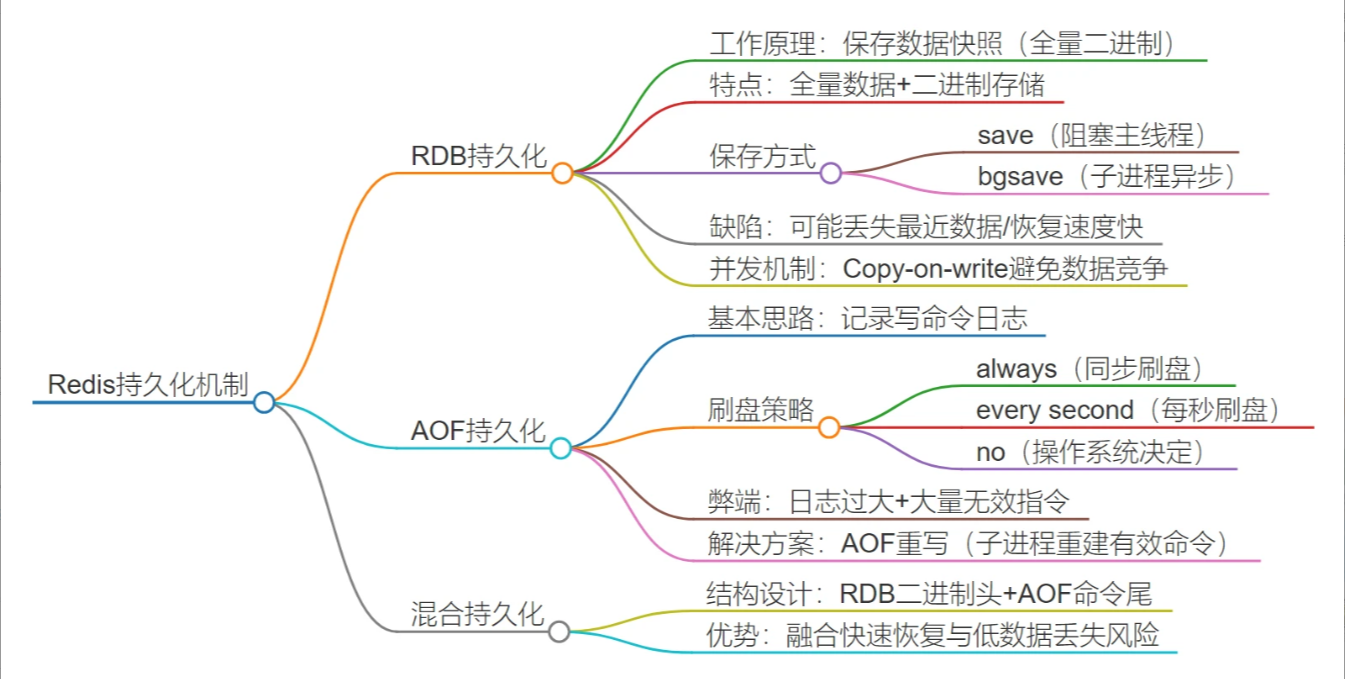 Redis持久化机制
RDB持久化
工作原理：保存数据快照（全量二进制）
特点：全量数据+二进制存储
保存方式
save（阻塞主线程）
bgsave（子进程异步）
缺陷：可能丢失最近数据/恢复速度快
并发机制：Copy-on-write避免数据竞争
AOF持久化
基本思路：记录写命令日志
刷盘策略
always（同步刷盘）
every second（每秒刷盘）
no（操作系统决定）
弊端：日志过大+大量无效指令
解决方案：AOF重写（子进程重建有效命令）
混合持久化
结构设计：RDB二进制头+AOF命令尾
优势：融合快速恢复与低数据丢失风险